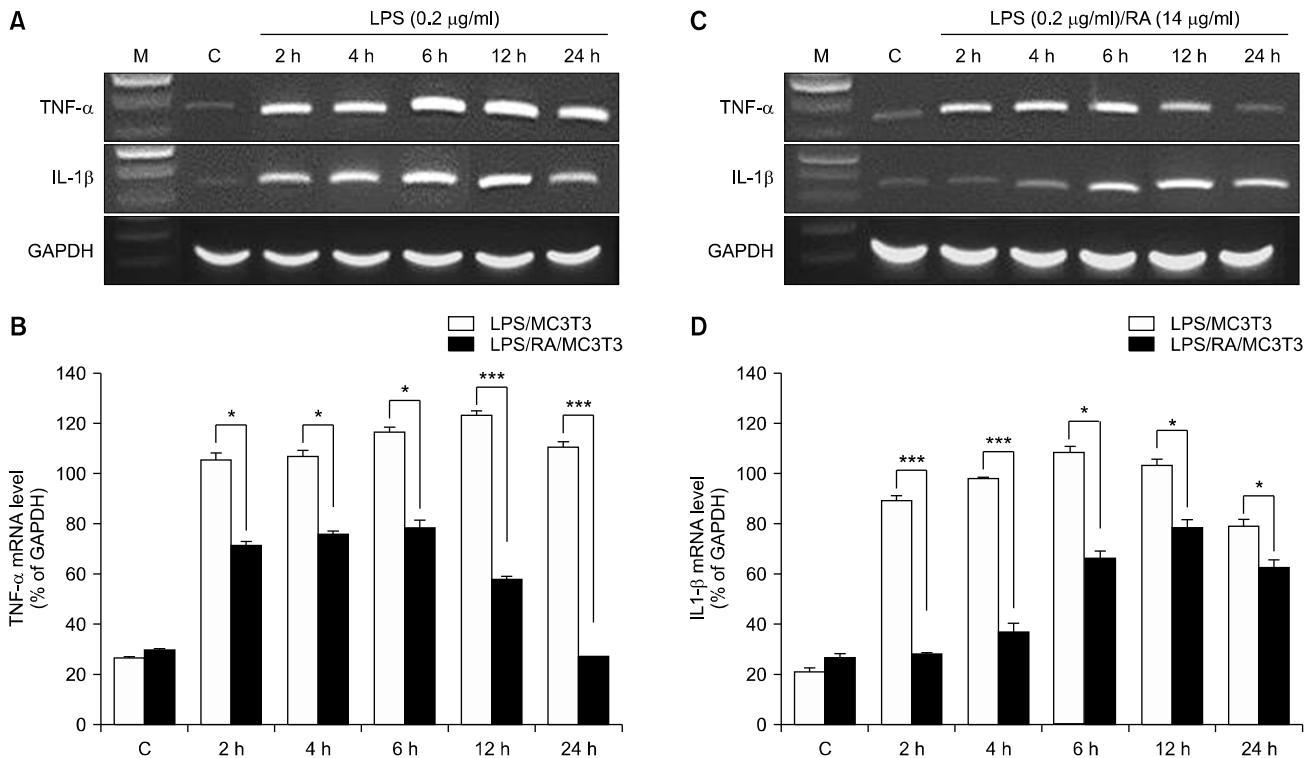 A
LPS (0.2 μg/ml)
M C 2 h 4 h 6 h 12 h 24 h
TNF-α
IL-1β
GAPDH
C
LPS (0.2 μg/ml)/RA (14 μg/ml)
M C 2 h 4 h 6 h 12 h 24 h
TNF-α
IL-1β
GAPDH
B
LPS/MC3T3
LPS/RA/MC3T3
TNF-α mRNA level
(% of GAPDH)
140
120
100
80
60
40
20
0
* * * *** ***
C 2 h 4 h 6 h 12 h 24 h
D
LPS/MC3T3
LPS/RA/MC3T3
IL1-β mRNA level
(% of GAPDH)
140
120
100
80
60
40
20
0
*** *** * * *
C 2 h 4 h 6 h 12 h 24 h